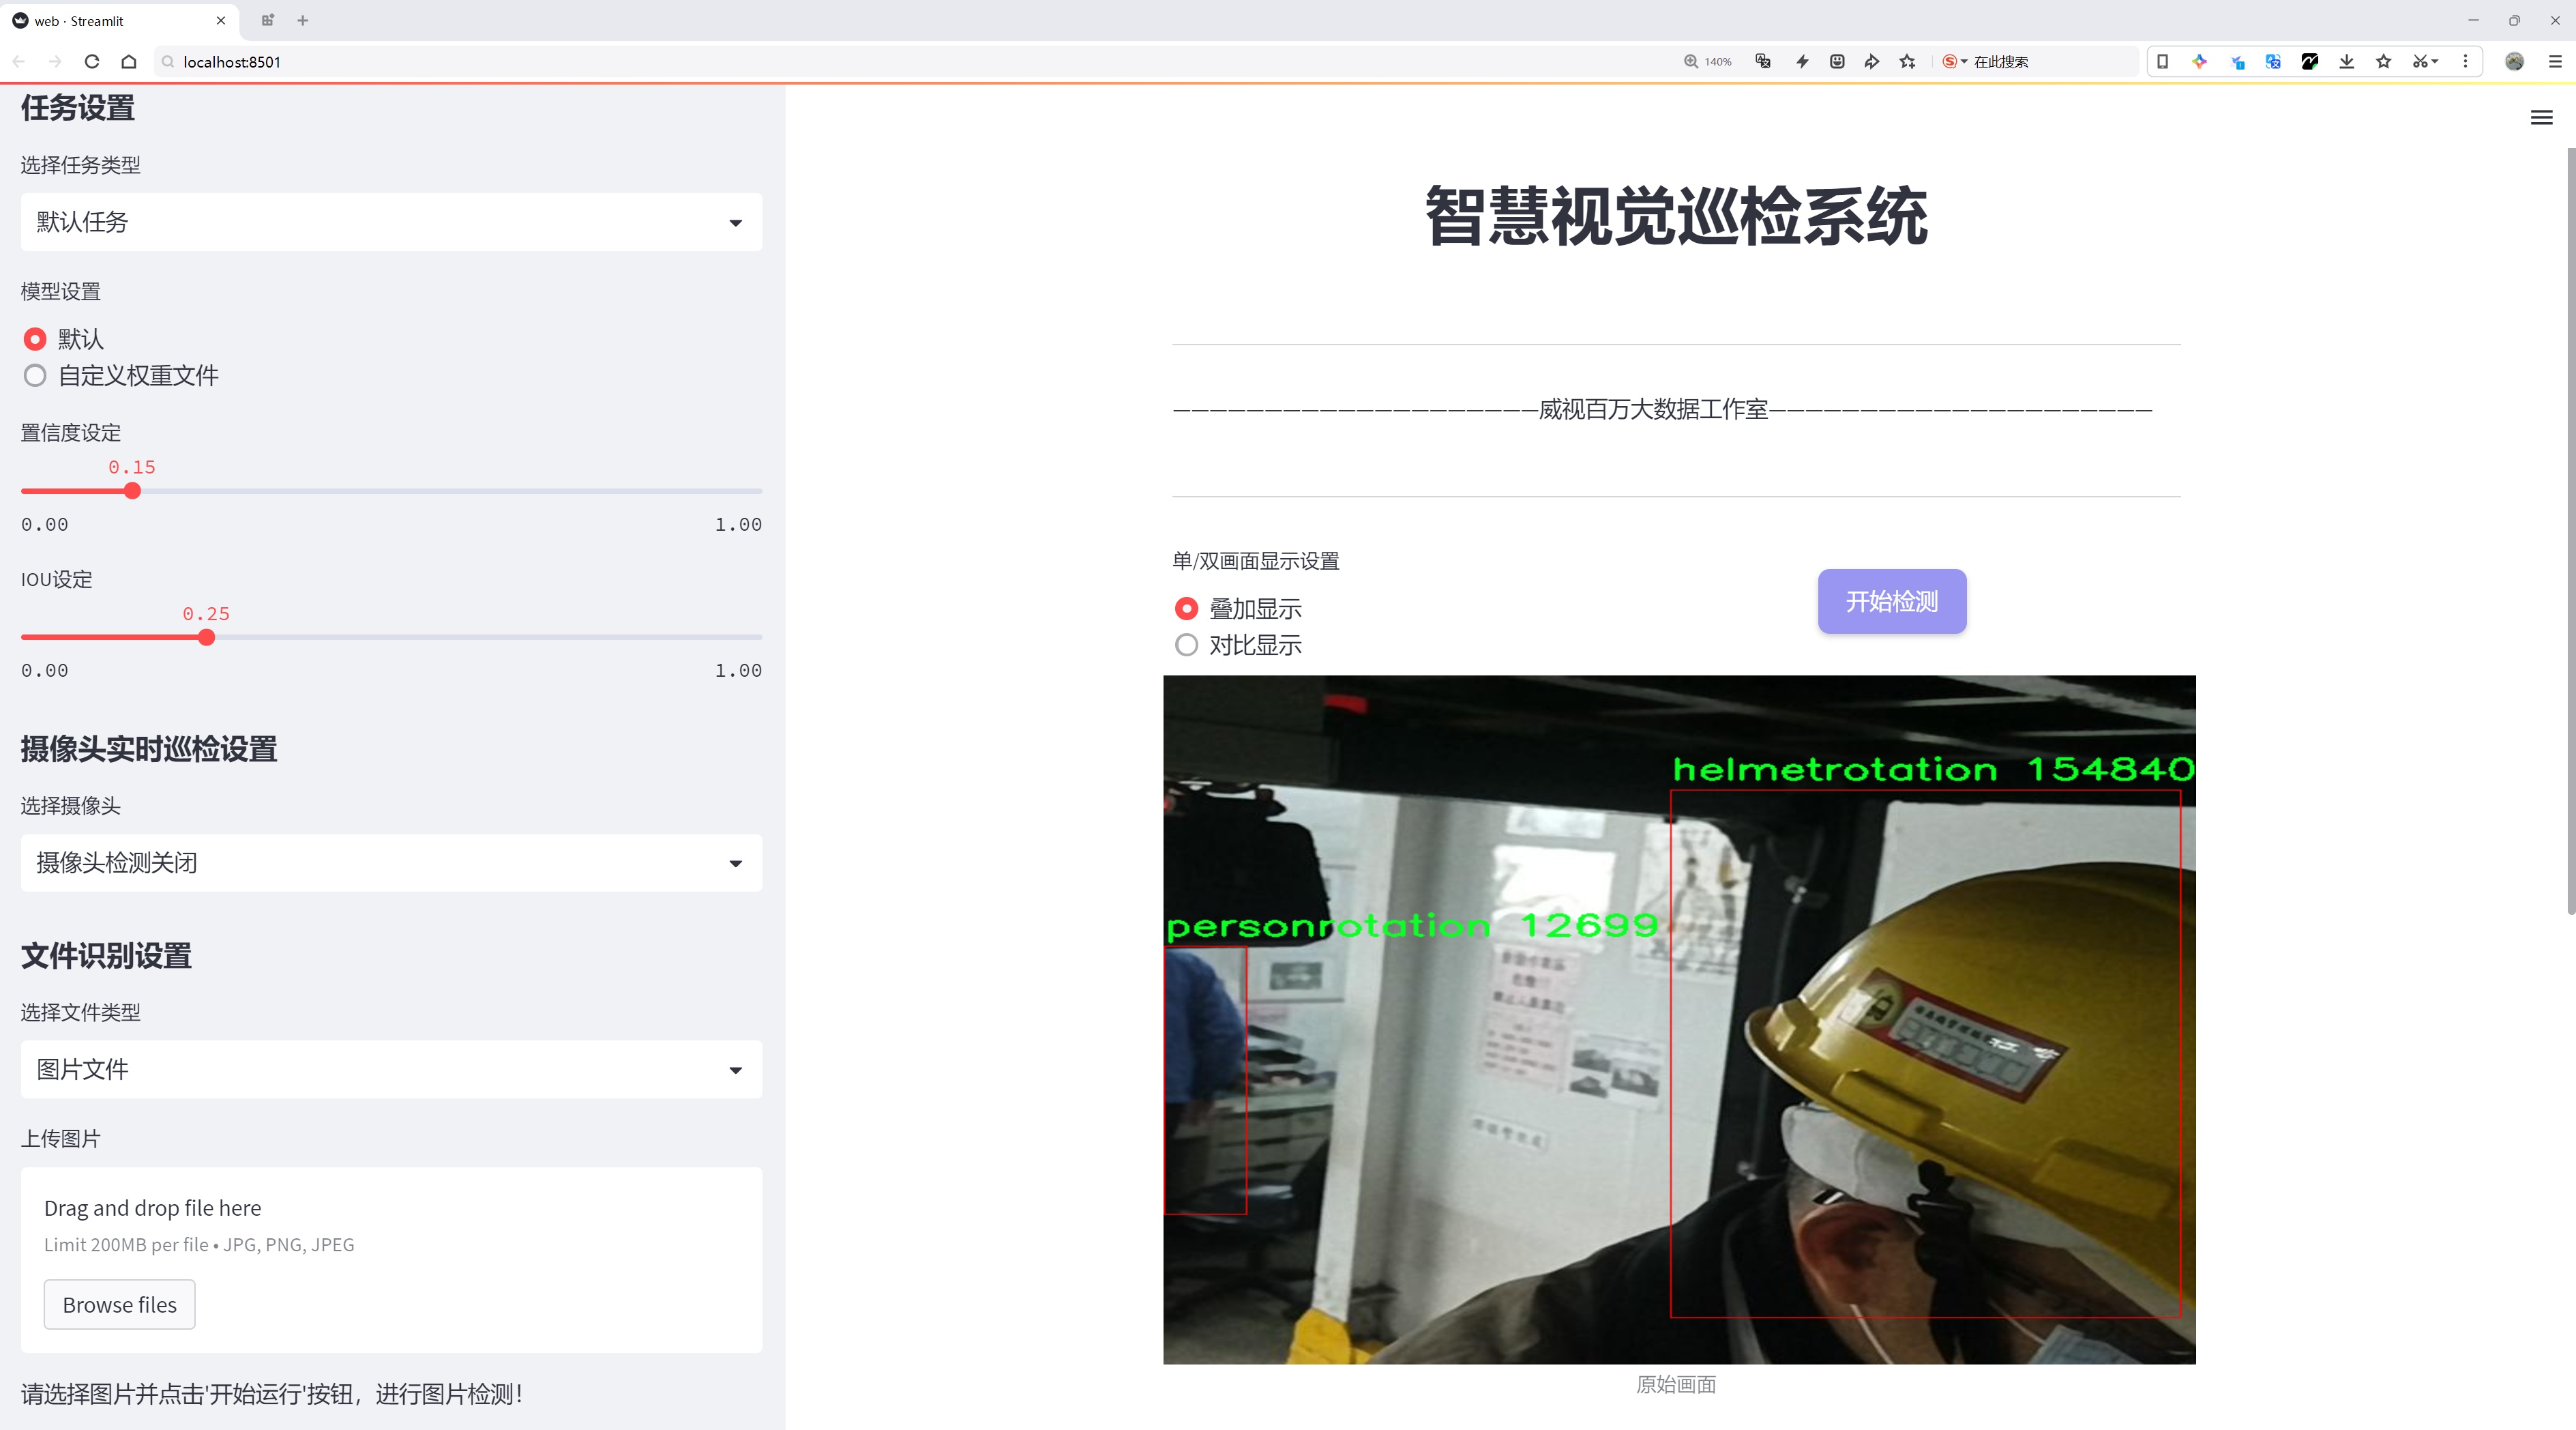 web · Streamlit
localhost:8501
140%
在此搜索
任务设置
选择任务类型
默认任务
模型设置
默认
自定义权重文件
置信度设定
0.15
0.00 1.00
IOU设定
0.25
0.00 1.00
摄像头实时巡检设置
选择摄像头
摄像头检测关闭
文件识别设置
选择文件类型
图片文件
上传图片
Drag and drop file here
Limit 200MB per file • JPG, PNG, JPEG
Browse files
请选择图片并点击'开始运行'按钮，进行图片检测！
智慧视觉巡检系统
————————————————————威视百万大数据工作室—————————————————————
单/双画面显示设置
叠加显示
对比显示
开始检测
helmetrotation 154840
personrotation 12699
原始画面